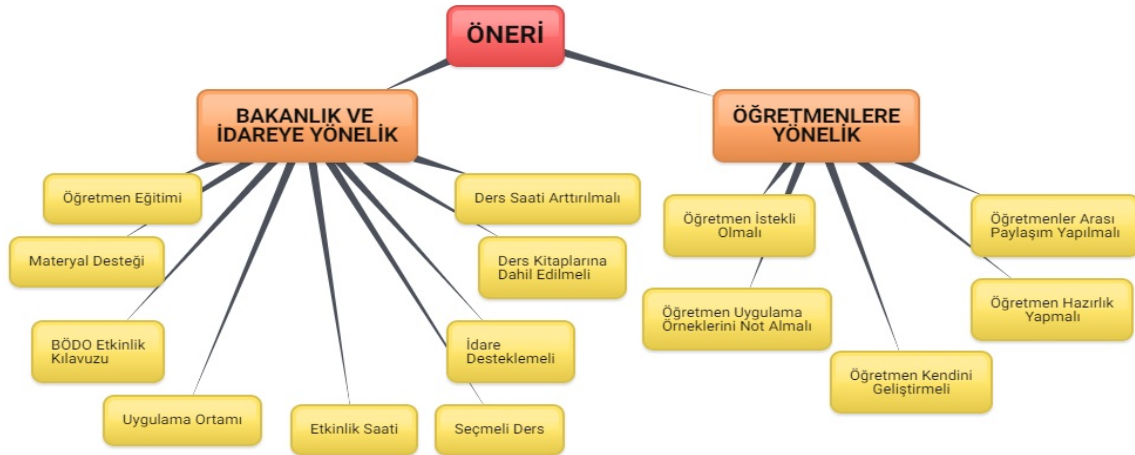 ÖNERİ
BAKANLIK VE
İDAREYE YÖNELİK
Öğretmen Eğitimi
Materyal Desteği
BÖDO Etkinlik
Kılavuzu
Uygulama Ortamı
Etkinlik Saati
Seçmeli Ders
İdare
Desteklemeli
Ders Kitaplarına
Dahil Edilmeli
Ders Saati Arttırılmalı
ÖĞRETMENLERE
YÖNELİK
Öğretmen İstekli
Olmalı
Öğretmen Uygulama
Örneklerini Not Almalı
Öğretmen Kendini
Geliştirmeli
Öğretmen Hazırlık
Yapmalı
Öğretmenler Arası
Paylaşım Yapılmalı